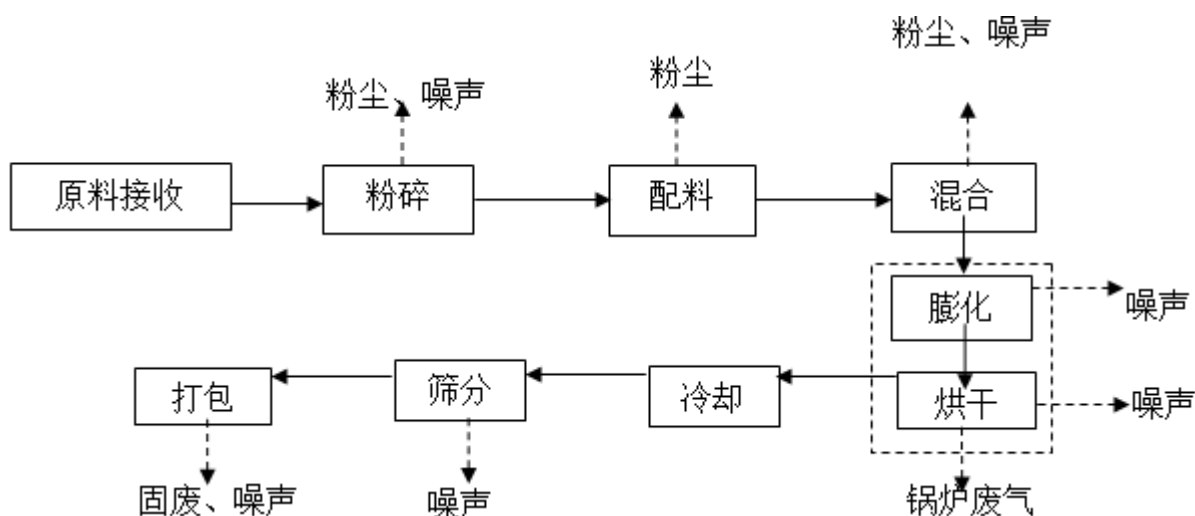 粉尘、噪声
粉尘
粉尘、噪声
原料接收
粉碎
配料
混合
膨化
噪声
打包
筛分
冷却
烘干
噪声
固废、噪声
噪声
锅炉废气